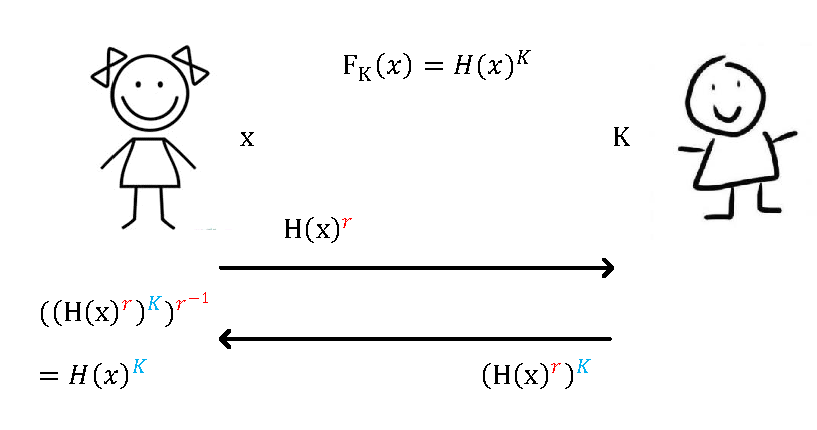 F_K(x) = H(x)^K
x
K
H(x)^r
((H(x)^r)^K)^{r^{-1}}
= H(x)^K
(H(x)^r)^K